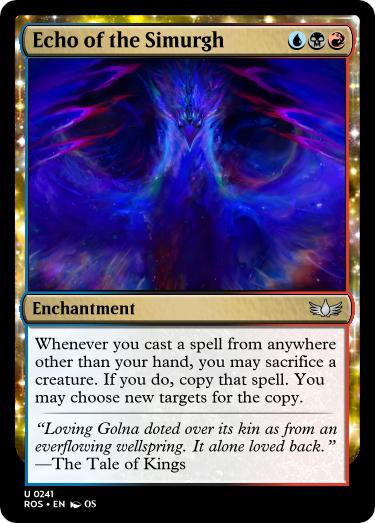 Echo of the Simurgh
Enchantment
Whenever you cast a spell from anywhere
other than your hand, you may sacrifice a
creature. If you do, copy that spell. You
may choose new targets for the copy.
“Loving Golna doted over its kin as from an
everflowing wellspring. It alone loved back.”
—The Tale of Kings
U 0241
ROS • EN OS